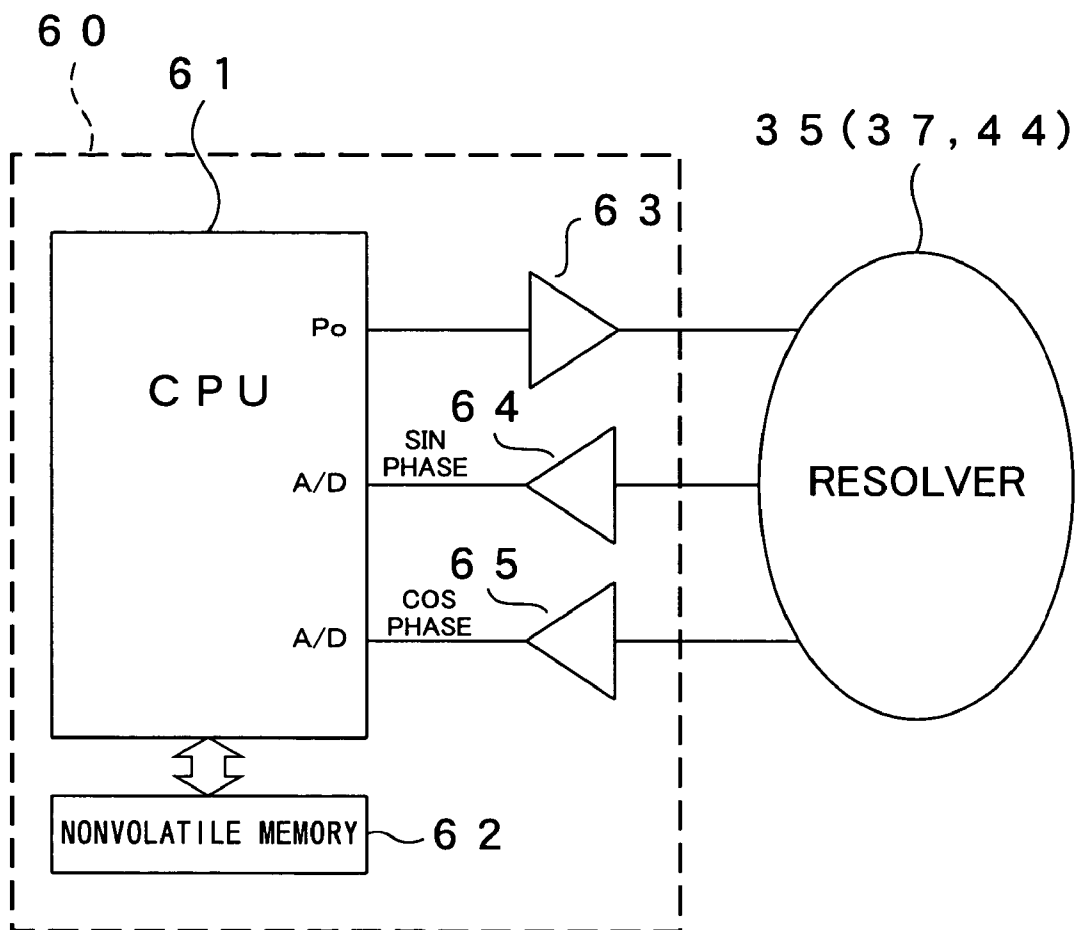 60
61
35(37,44)
63
Po
CPU
64
SIN
PHASE
A/D
RESOLVER
65
COS
PHASE
A/D
NONVOLATILE MEMORY
62